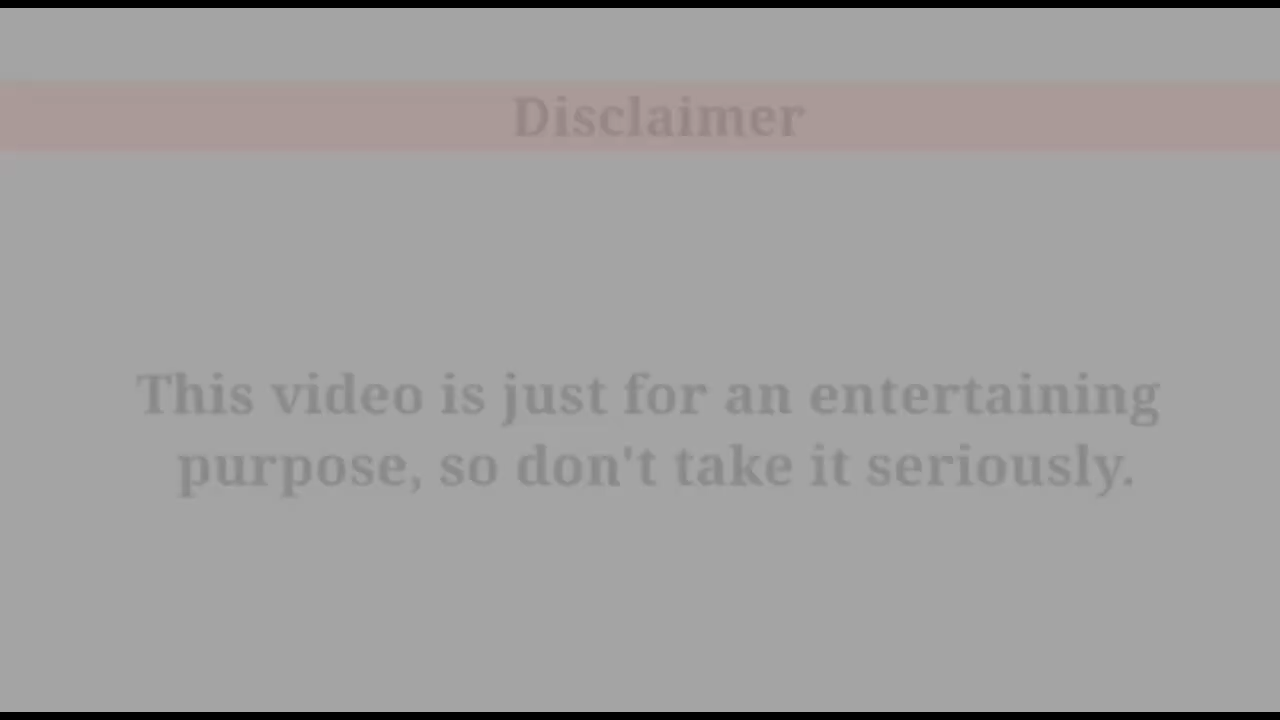 Disclaimer
This video is just for an entertaining
purpose, so don't take it seriously.